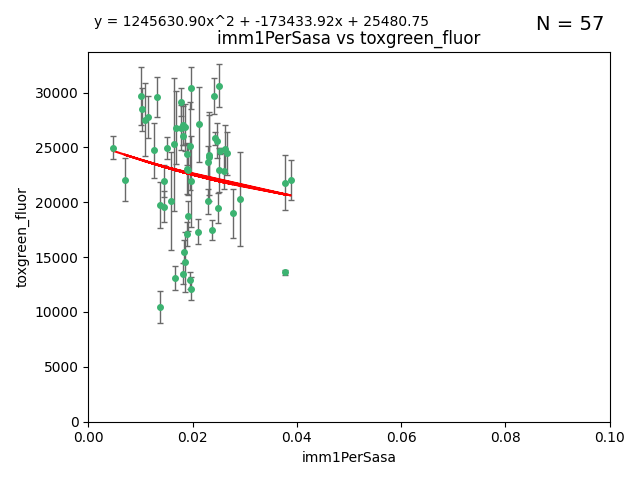 y = 1245630.90x^2 + -173433.92x + 25480.75
N = 57
imm1PerSasa vs toxgreen_fluor
30000
25000
20000
15000
10000
5000
0
toxgreen_fluor
0.00 0.02 0.04 0.06 0.08 0.10
imm1PerSasa